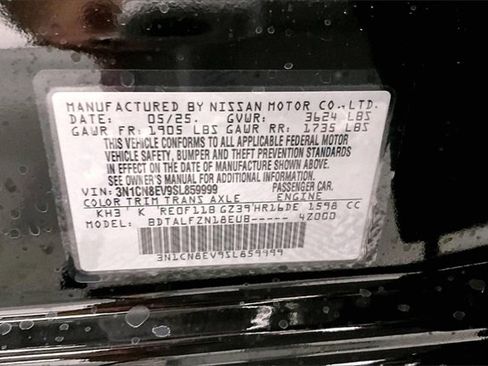 MANUFACTURED BY NISSAN MOTOR CO., LTD.
DATE: 05/25. GVWR: 3624 LBS
GAWR FR: 1905 LBS GAWR RR: 1735 LBS
THIS VEHICLE CONFORMS TO ALL APPLICABLE FEDERAL MOTOR
VEHICLE SAFETY, BUMPER AND THEFT PREVENTION STANDARDS
IN EFFECT ON THE DATE OF MANUFACTURE SHOWN ABOVE.
SEE OWNER'S MANUAL FOR ADDITIONAL INFORMATION.
VIN: 3N1CN8EV9SL859999 PASSENGER CAR.
COLOR TRIM TRANS AXLE ENGINE
KH3 K RE0F11B GZ39 HR16DE 1598 CC
MODEL: BDTALFZN18EU8----- 4Z000
3N1CN8EV9SL859999